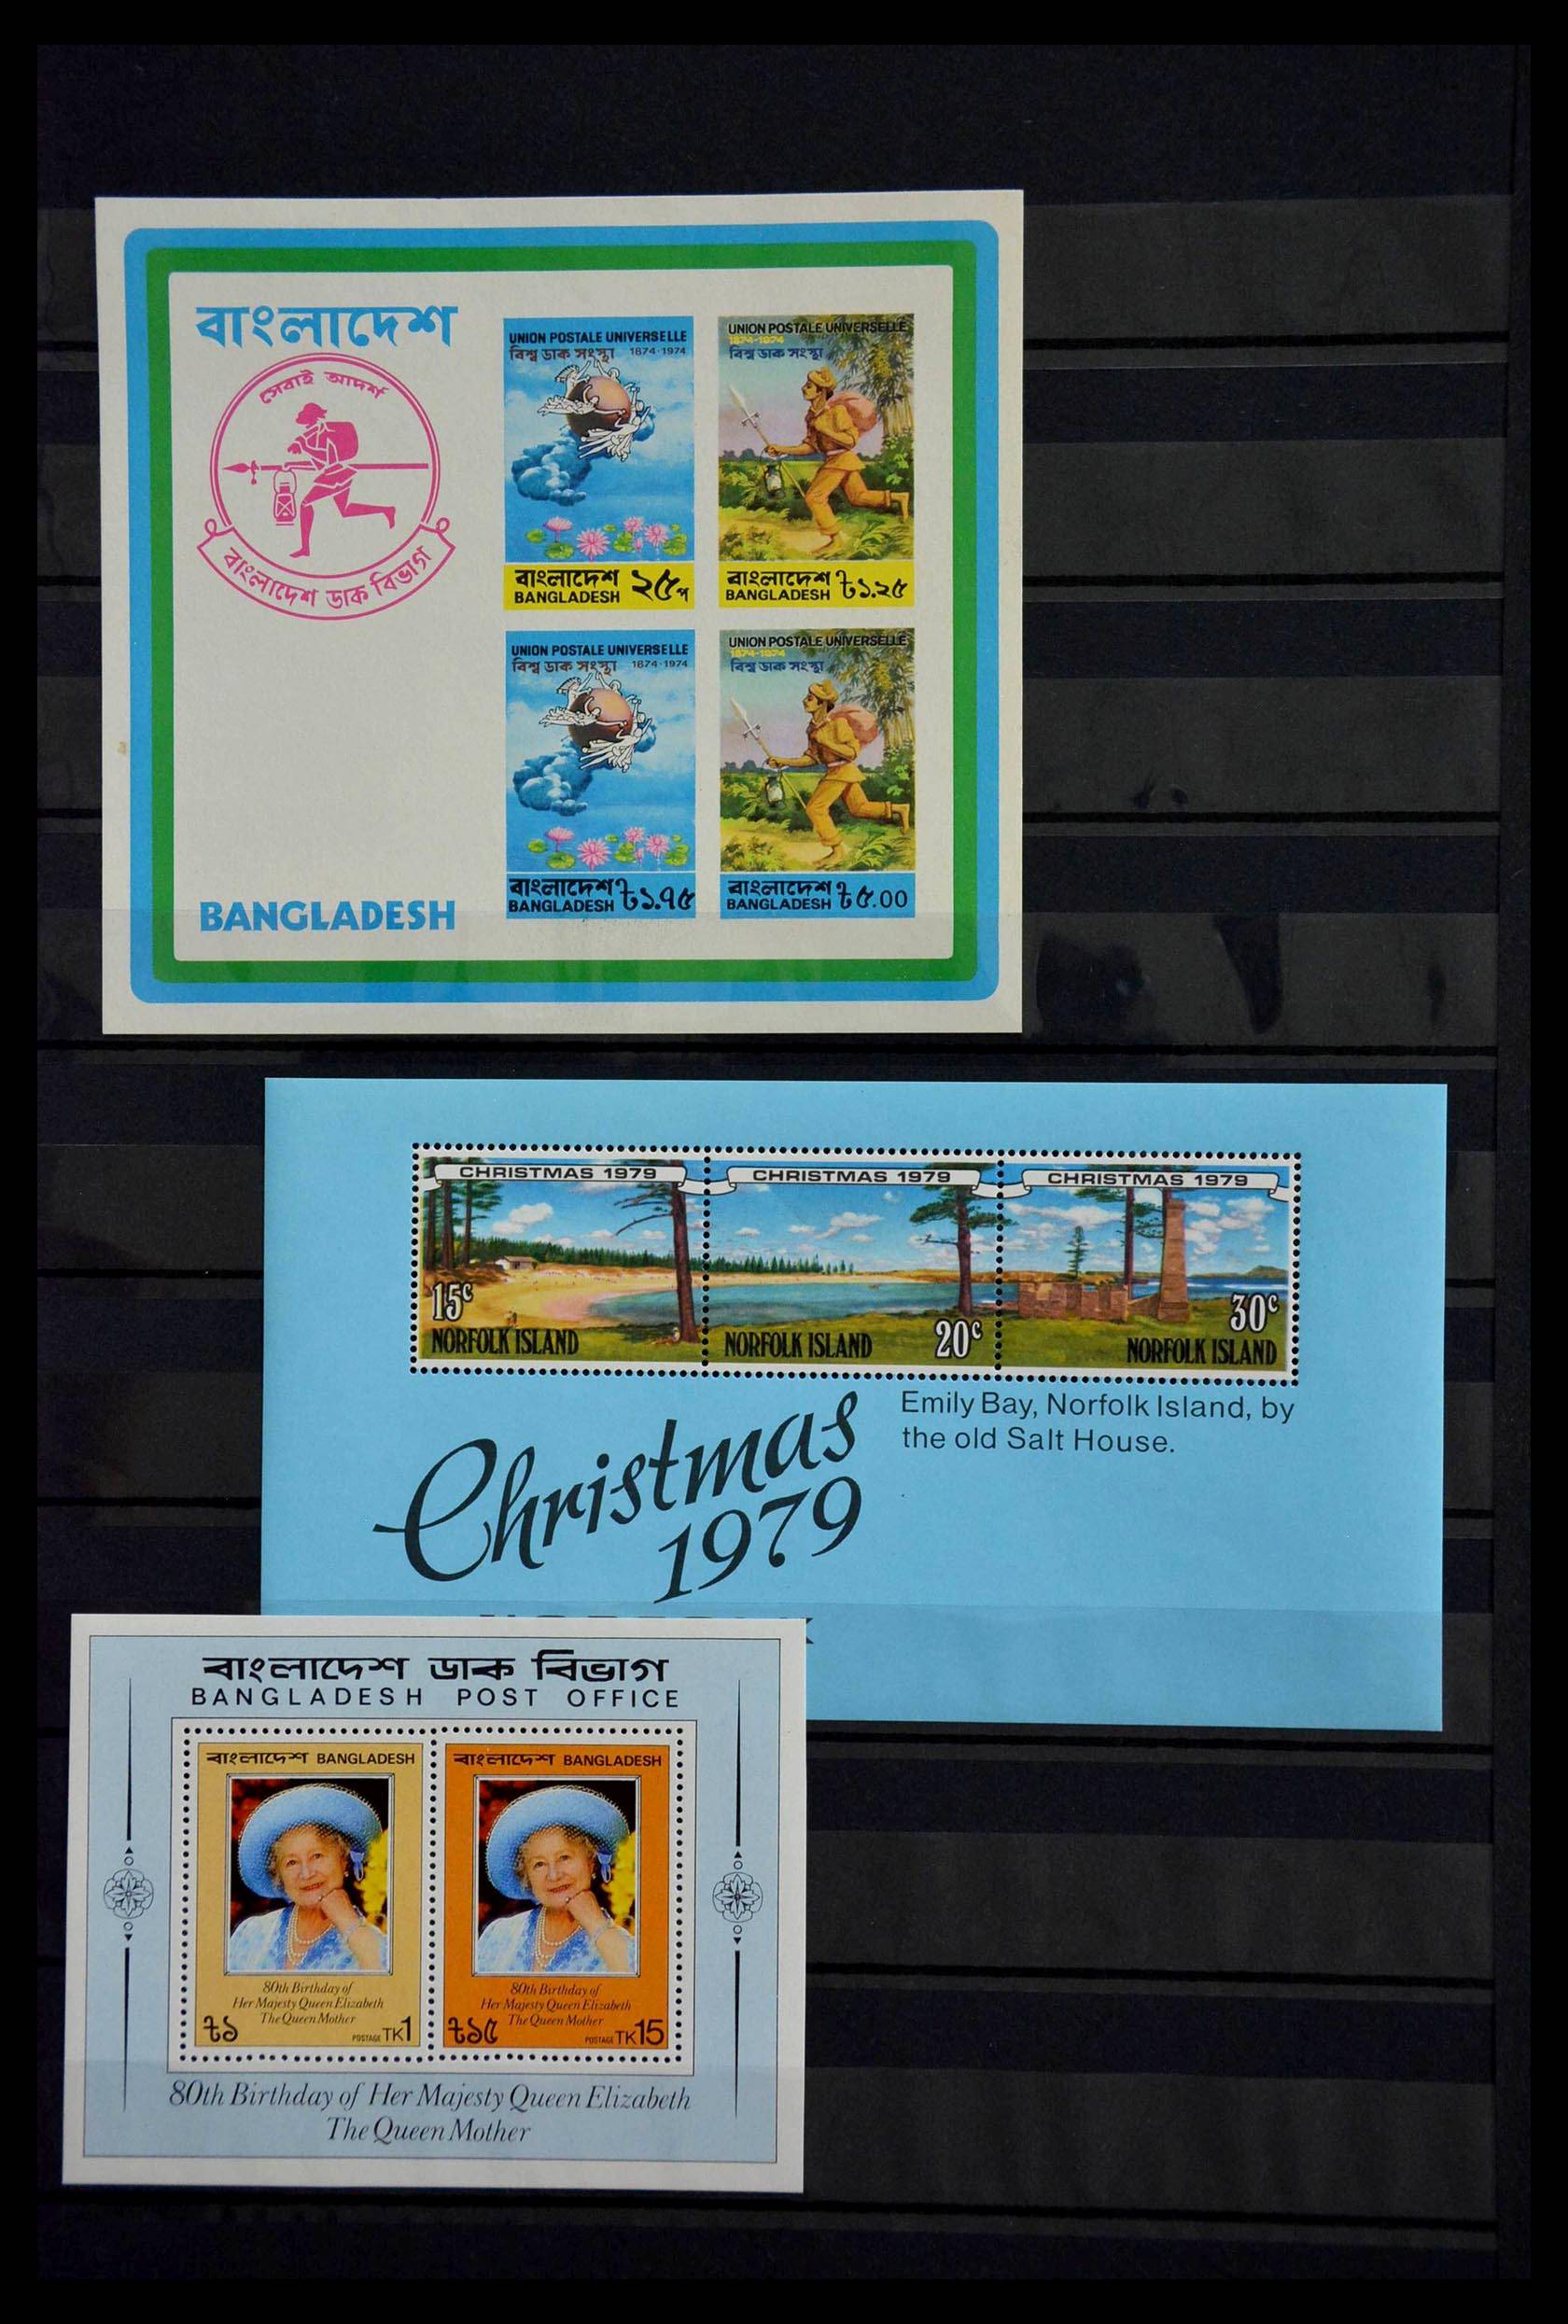 বাংলাদেশ
সেবাই আদর্শ
বাংলাদেশ ডাক বিভাগ
BANGLADESH
UNION POSTALE UNIVERSELLE
বিশ্ব ডাক সংস্থা 1874-1974
বাংলাদেশ ২৫প
BANGLADESH
UNION POSTALE UNIVERSELLE
1874-1974
বিশ্ব ডাক সংস্থা
বাংলাদেশ ৳১.২৫
BANGLADESH
UNION POSTALE UNIVERSELLE
বিশ্ব ডাক সংস্থা 1874-1974
বাংলাদেশ ৳১.৭৫
BANGLADESH
UNION POSTALE UNIVERSELLE
1874-1974
বিশ্ব ডাক সংস্থা
বাংলাদেশ ৳৫.00
BANGLADESH
CHRISTMAS 1979
15c
NORFOLK ISLAND
CHRISTMAS 1979
NORFOLK ISLAND 20c
CHRISTMAS 1979
30c
NORFOLK ISLAND
Emily Bay, Norfolk Island, by
the old Salt House.
Christmas
1979
বাংলাদেশ ডাক বিভাগ
BANGLADESH POST OFFICE
বাংলাদেশ BANGLADESH
80th Birthday of
Her Majesty Queen Elizabeth
The Queen Mother
৳১ POSTAGE TK1
বাংলাদেশ BANGLADESH
80th Birthday of
Her Majesty Queen Elizabeth
The Queen Mother
৳১৫ POSTAGE TK15
80th Birthday of Her Majesty Queen Elizabeth
The Queen Mother